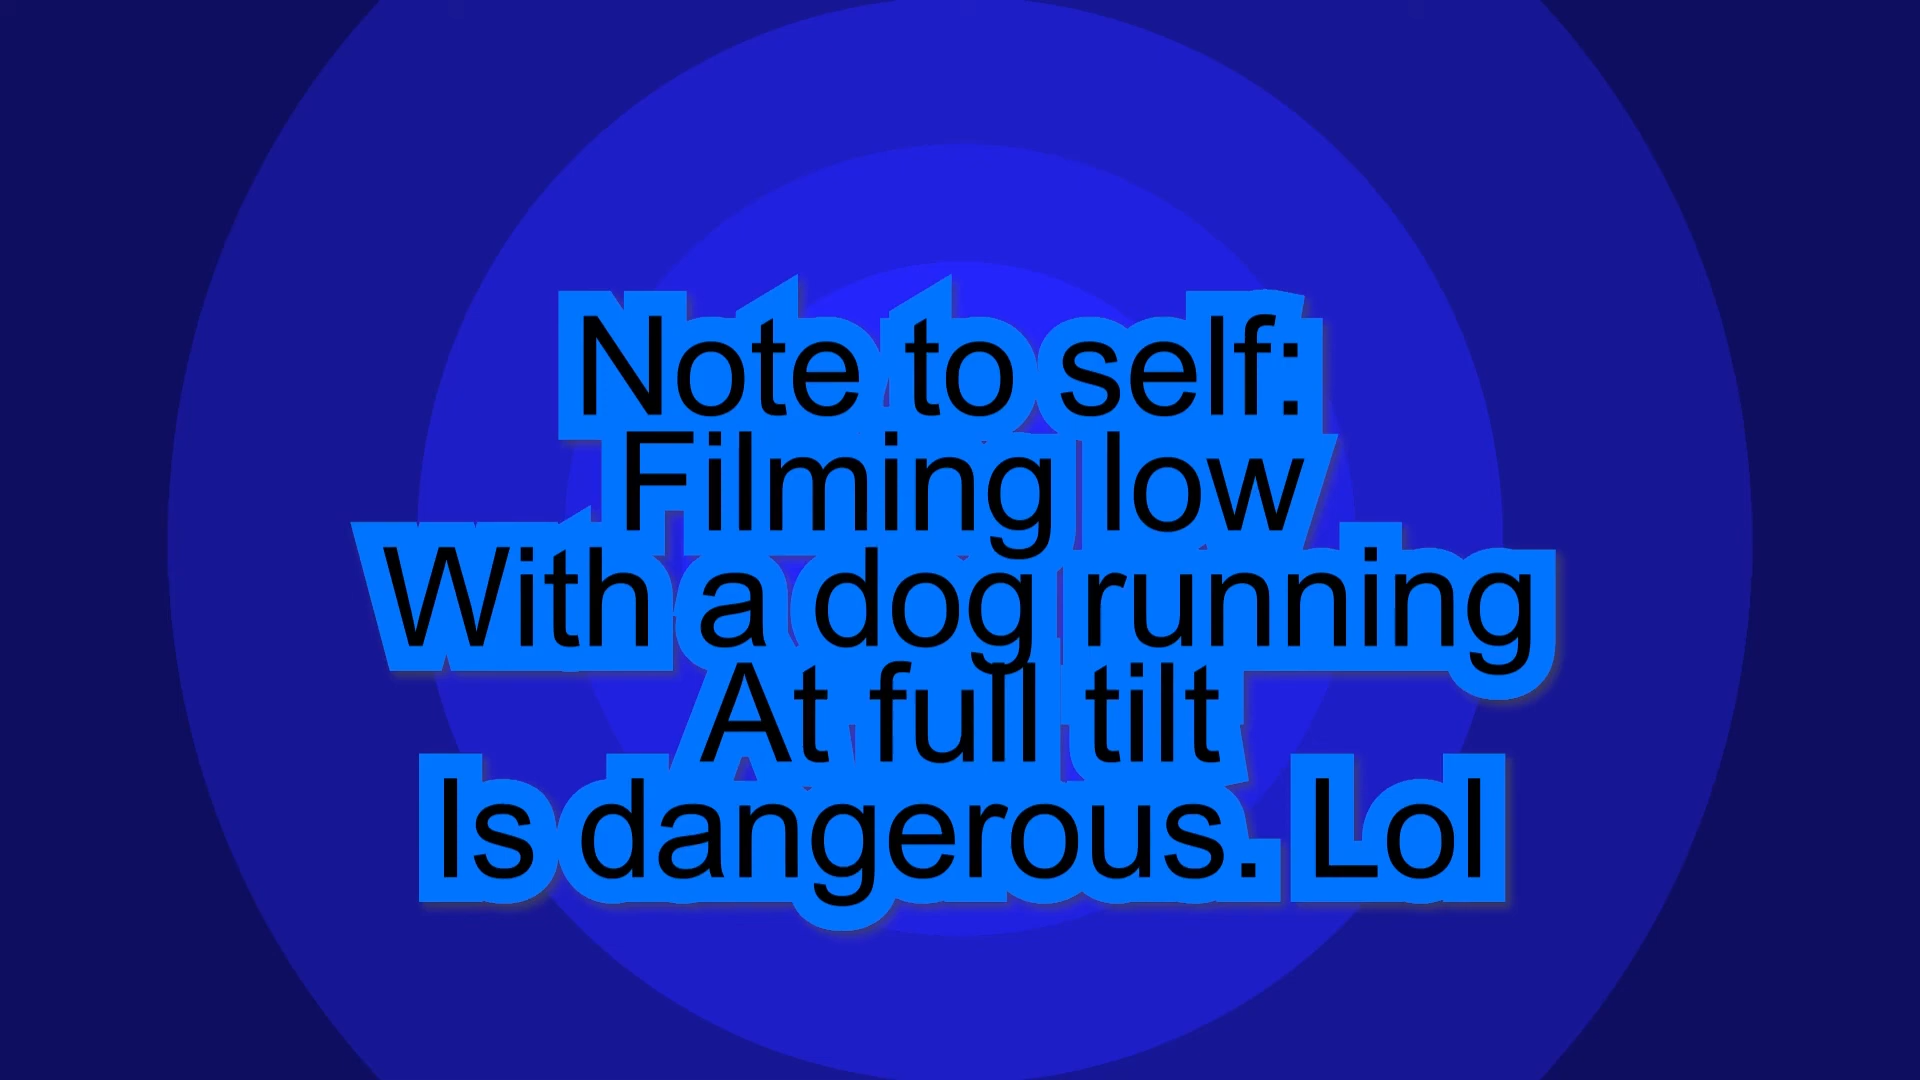 Note to self:
Filming low
With a dog running
At full tilt
Is dangerous. Lol